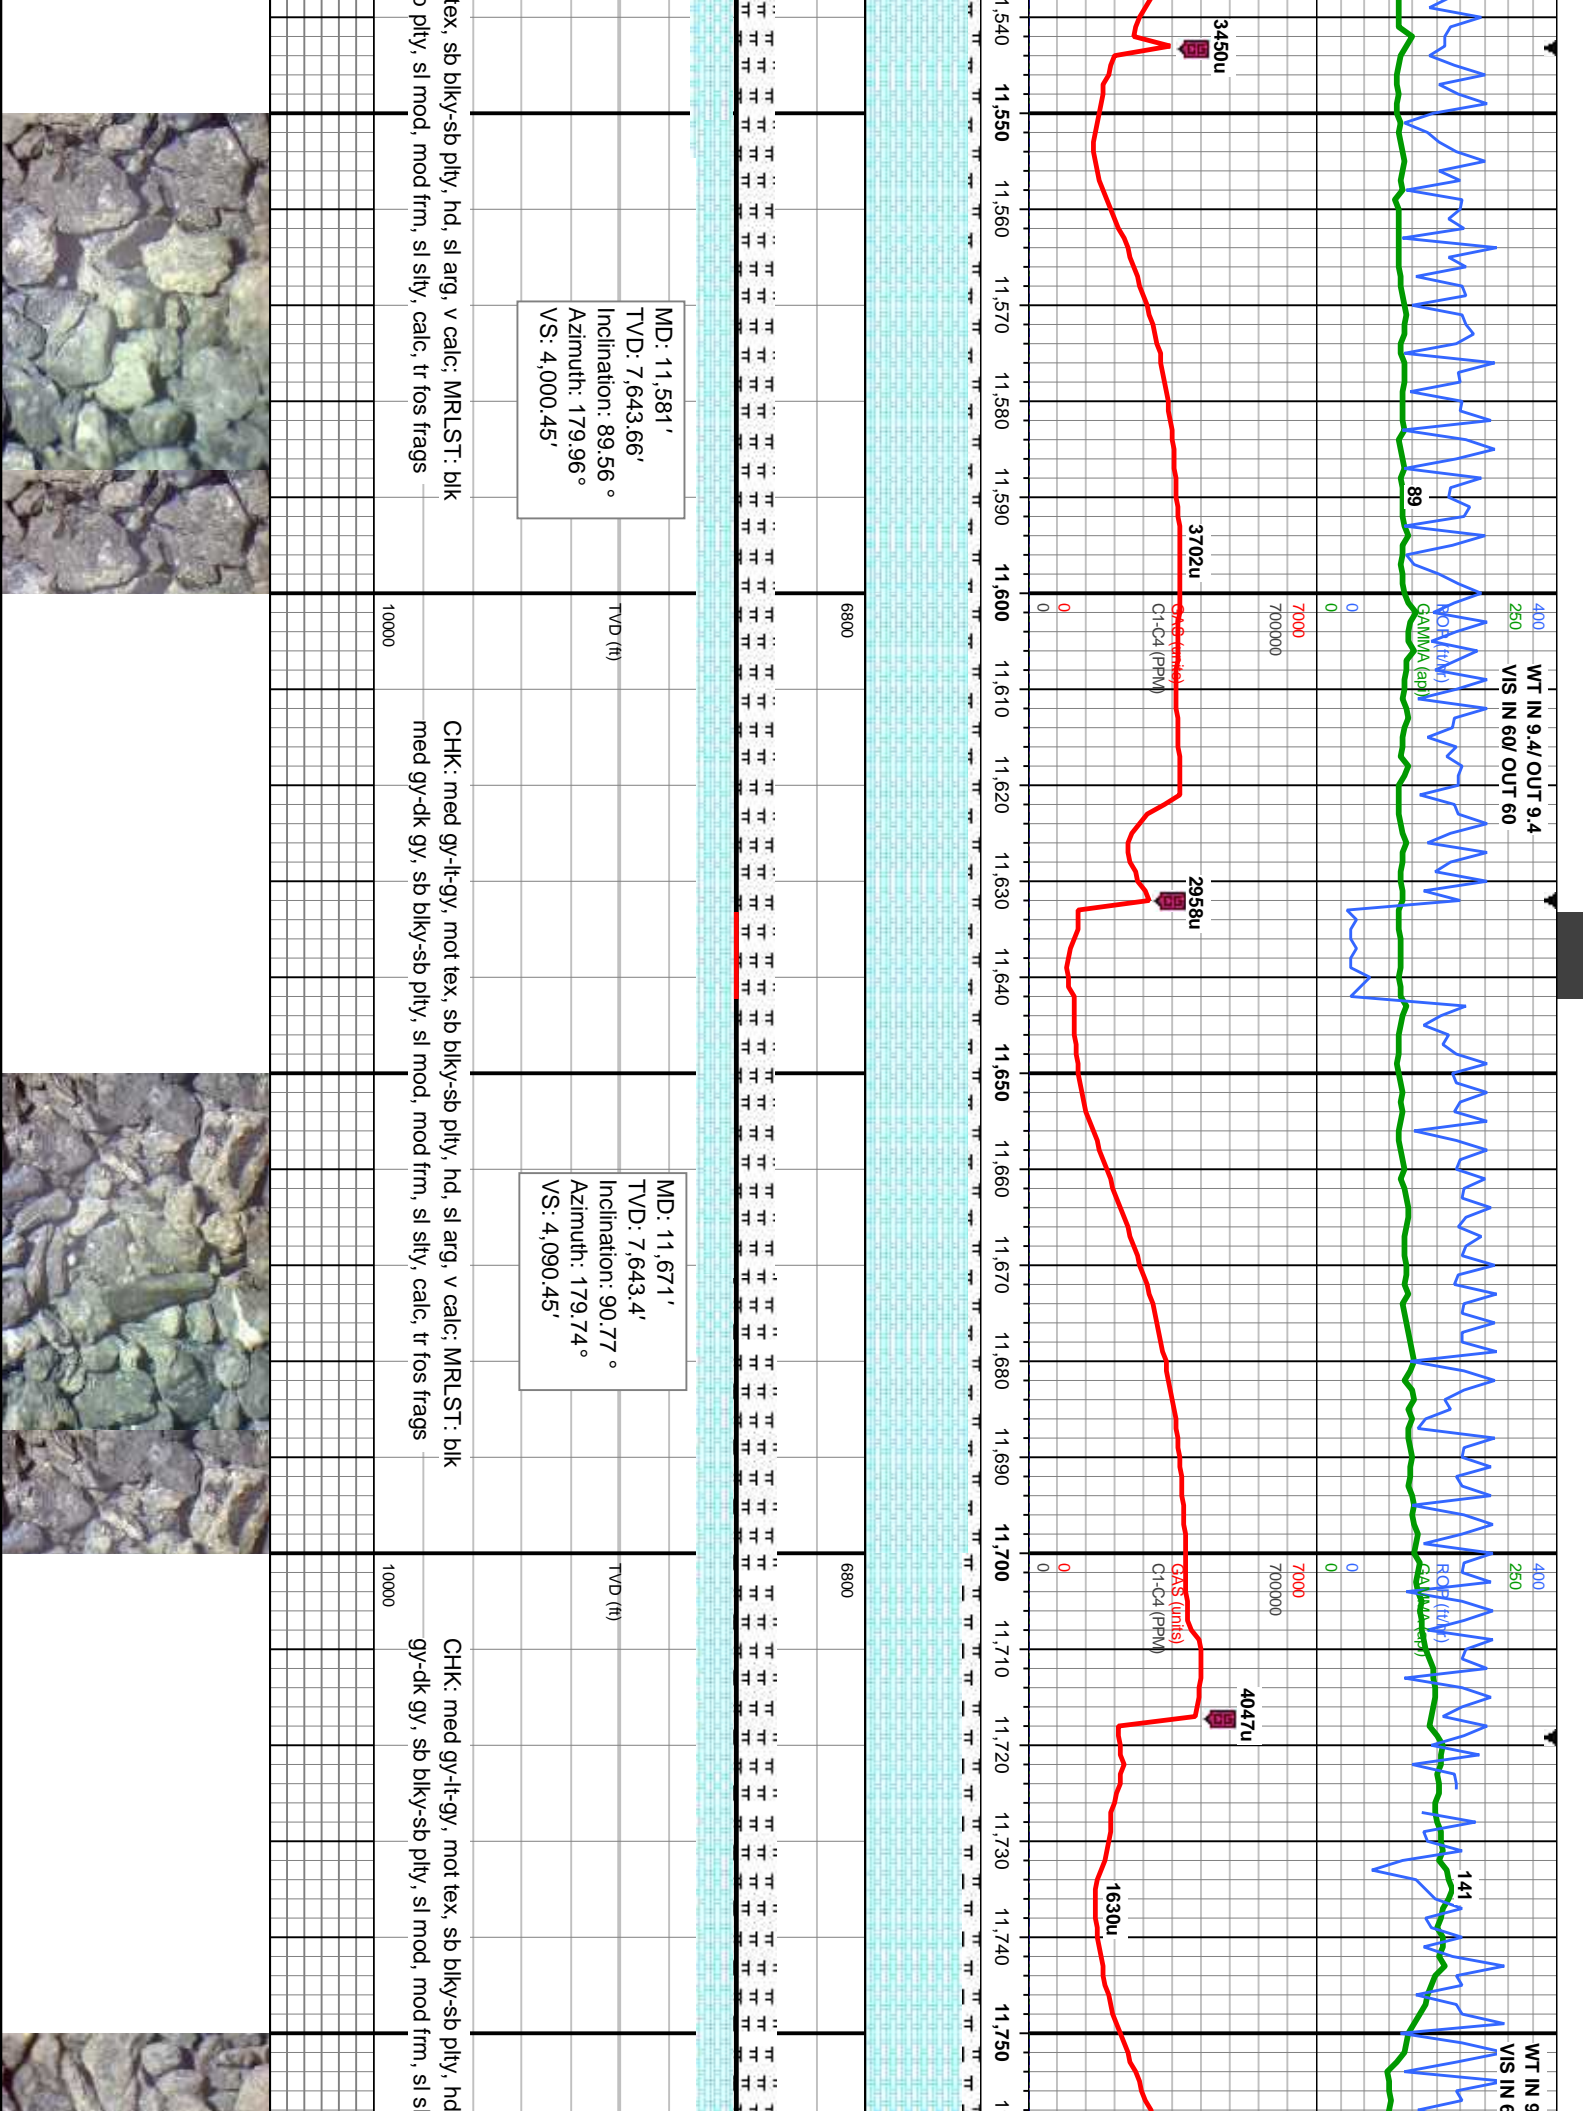 WT IN 9.4/ OUT 9.4
VIS IN 60/ OUT 60
WT IN 9
VIS IN 6
400
250
ROP (ft/hr)
GAMMA (api)
0
0
400
250
ROP (ft/hr)
GAMMA (api)
0
0
89
141
7000
700000
GAS (units)
C1-C4 (PPM)
0
0
7000
700000
GAS (units)
C1-C4 (PPM)
0
0
3450u
3702u
2958u
4047u
1630u
1,540
11,550
11,560
11,570
11,580
11,590
11,600
11,610
11,620
11,630
11,640
11,650
11,660
11,670
11,680
11,690
11,700
11,710
11,720
11,730
11,740
11,750
1
6800
TVD (ft)
10000
6800
TVD (ft)
10000
MD: 11,581'
TVD: 7,643.66'
Inclination: 89.56 °
Azimuth: 179.96°
VS: 4,000.45'
MD: 11,671'
TVD: 7,643.4'
Inclination: 90.77 °
Azimuth: 179.74°
VS: 4,090.45'
tex, sb blky-sb plty, hd, sl arg, v calc; MRLST: blk
plty, sl mod, mod frm, sl slty, calc, tr fos frags
CHK: med gy-lt-gy, mot tex, sb blky-sb plty, hd, sl arg, v calc; MRLST: blk
med gy-dk gy, sb blky-sb plty, sl mod, mod frm, sl slty, calc, tr fos frags
CHK: med gy-lt-gy, mot tex, sb blky-sb plty, hd
gy-dk gy, sb blky-sb plty, sl mod, mod frm, sl s